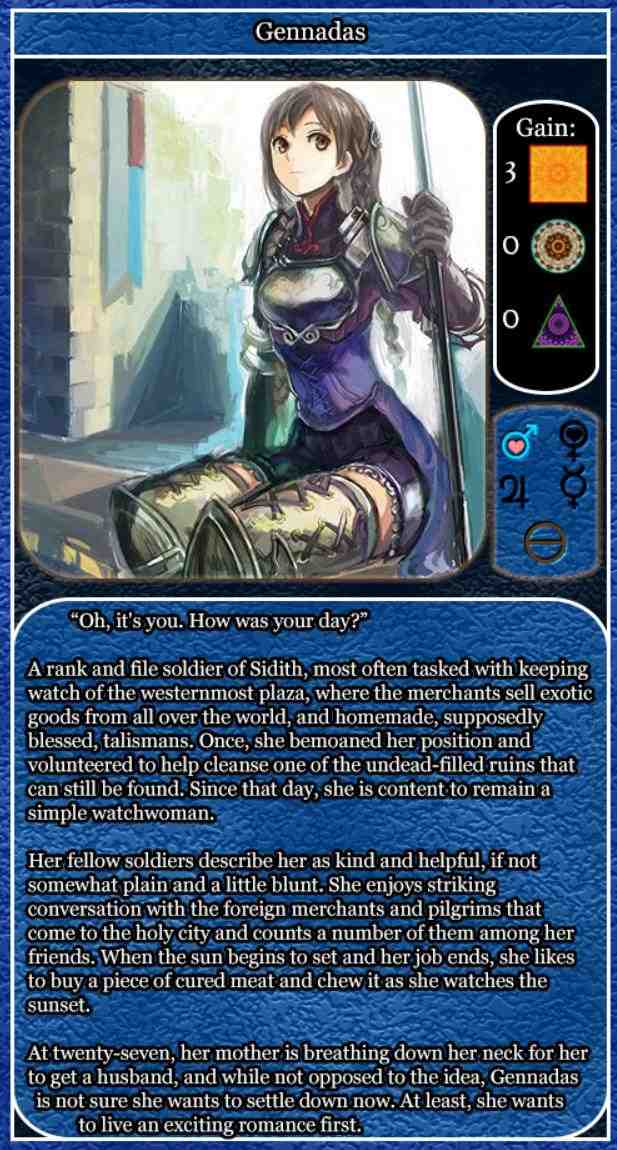 Gennadas
Gain:
3
0
0
“Oh, it's you. How was your day?”
A rank and file soldier of Sidith, most often tasked with keeping
watch of the westernmost plaza, where the merchants sell exotic
goods from all over the world, and homemade, supposedly
blessed, talismans. Once, she bemoaned her position and
volunteered to help cleanse one of the undead-filled ruins that
can still be found. Since that day, she is content to remain a
simple watchwoman.
Her fellow soldiers describe her as kind and helpful, if not
somewhat plain and a little blunt. She enjoys striking
conversation with the foreign merchants and pilgrims that
come to the holy city and counts a number of them among her
friends. When the sun begins to set and her job ends, she likes
to buy a piece of cured meat and chew it as she watches the
sunset.
At twenty-seven, her mother is breathing down her neck for her
to get a husband, and while not opposed to the idea, Gennadas
is not sure she wants to settle down now. At least, she wants
to live an exciting romance first.